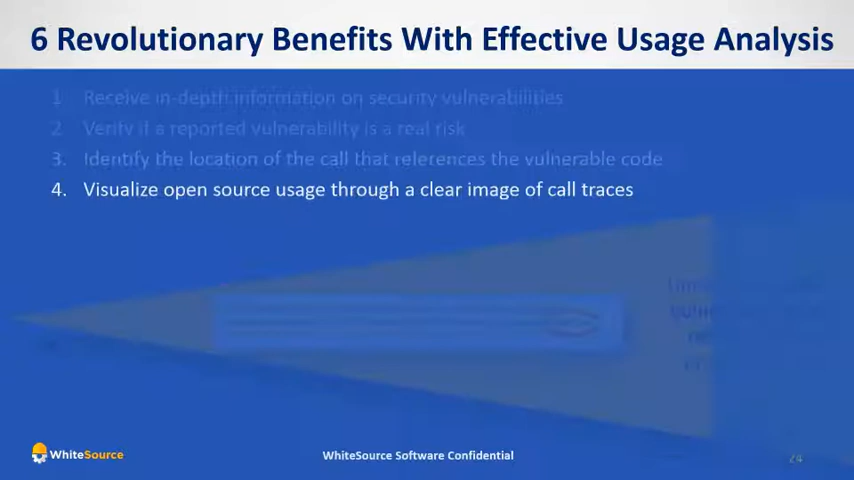 6 Revolutionary Benefits With Effective Usage Analysis
1. Receive in-depth information on security vulnerabilities
2. Verify if a reported vulnerability is a real risk
3. Identify the location of the call that references the vulnerable code
4. Visualize open source usage through a clear image of call traces
WhiteSource
WhiteSource Software Confidential
24